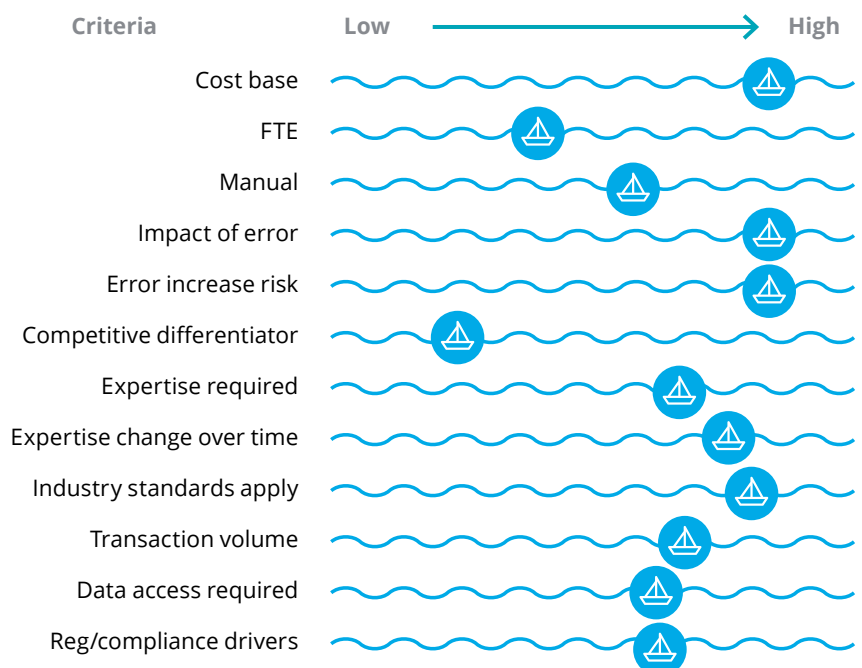 Criteria Low High
Cost base
FTE
Manual
Impact of error
Error increase risk
Competitive differentiator
Expertise required
Expertise change over time
Industry standards apply
Transaction volume
Data access required
Reg/compliance drivers